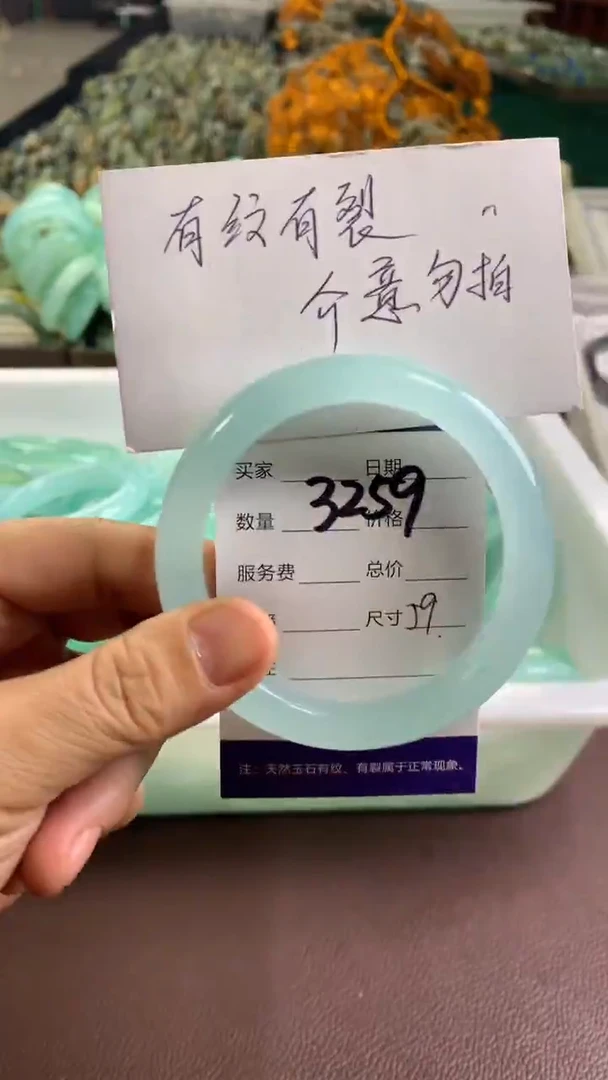 有纹有裂
介意勿拍
买家 日期
3259
数量 价格
服务费 总价
尺寸 59.
注：天然玉石有纹、有裂属于正常现象。